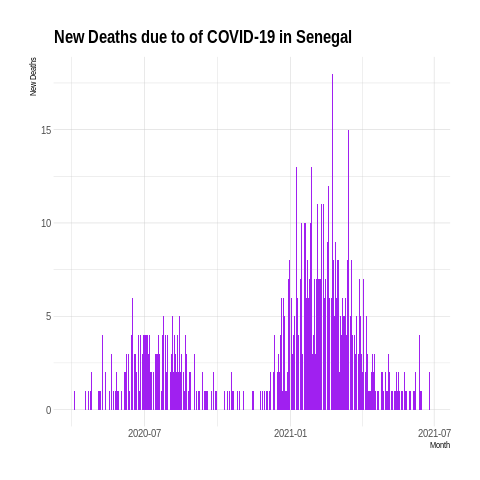 New Deaths due to of COVID-19 in Senegal
New Deaths
15
10
5
0
2020-07
2021-01
2021-07
Month